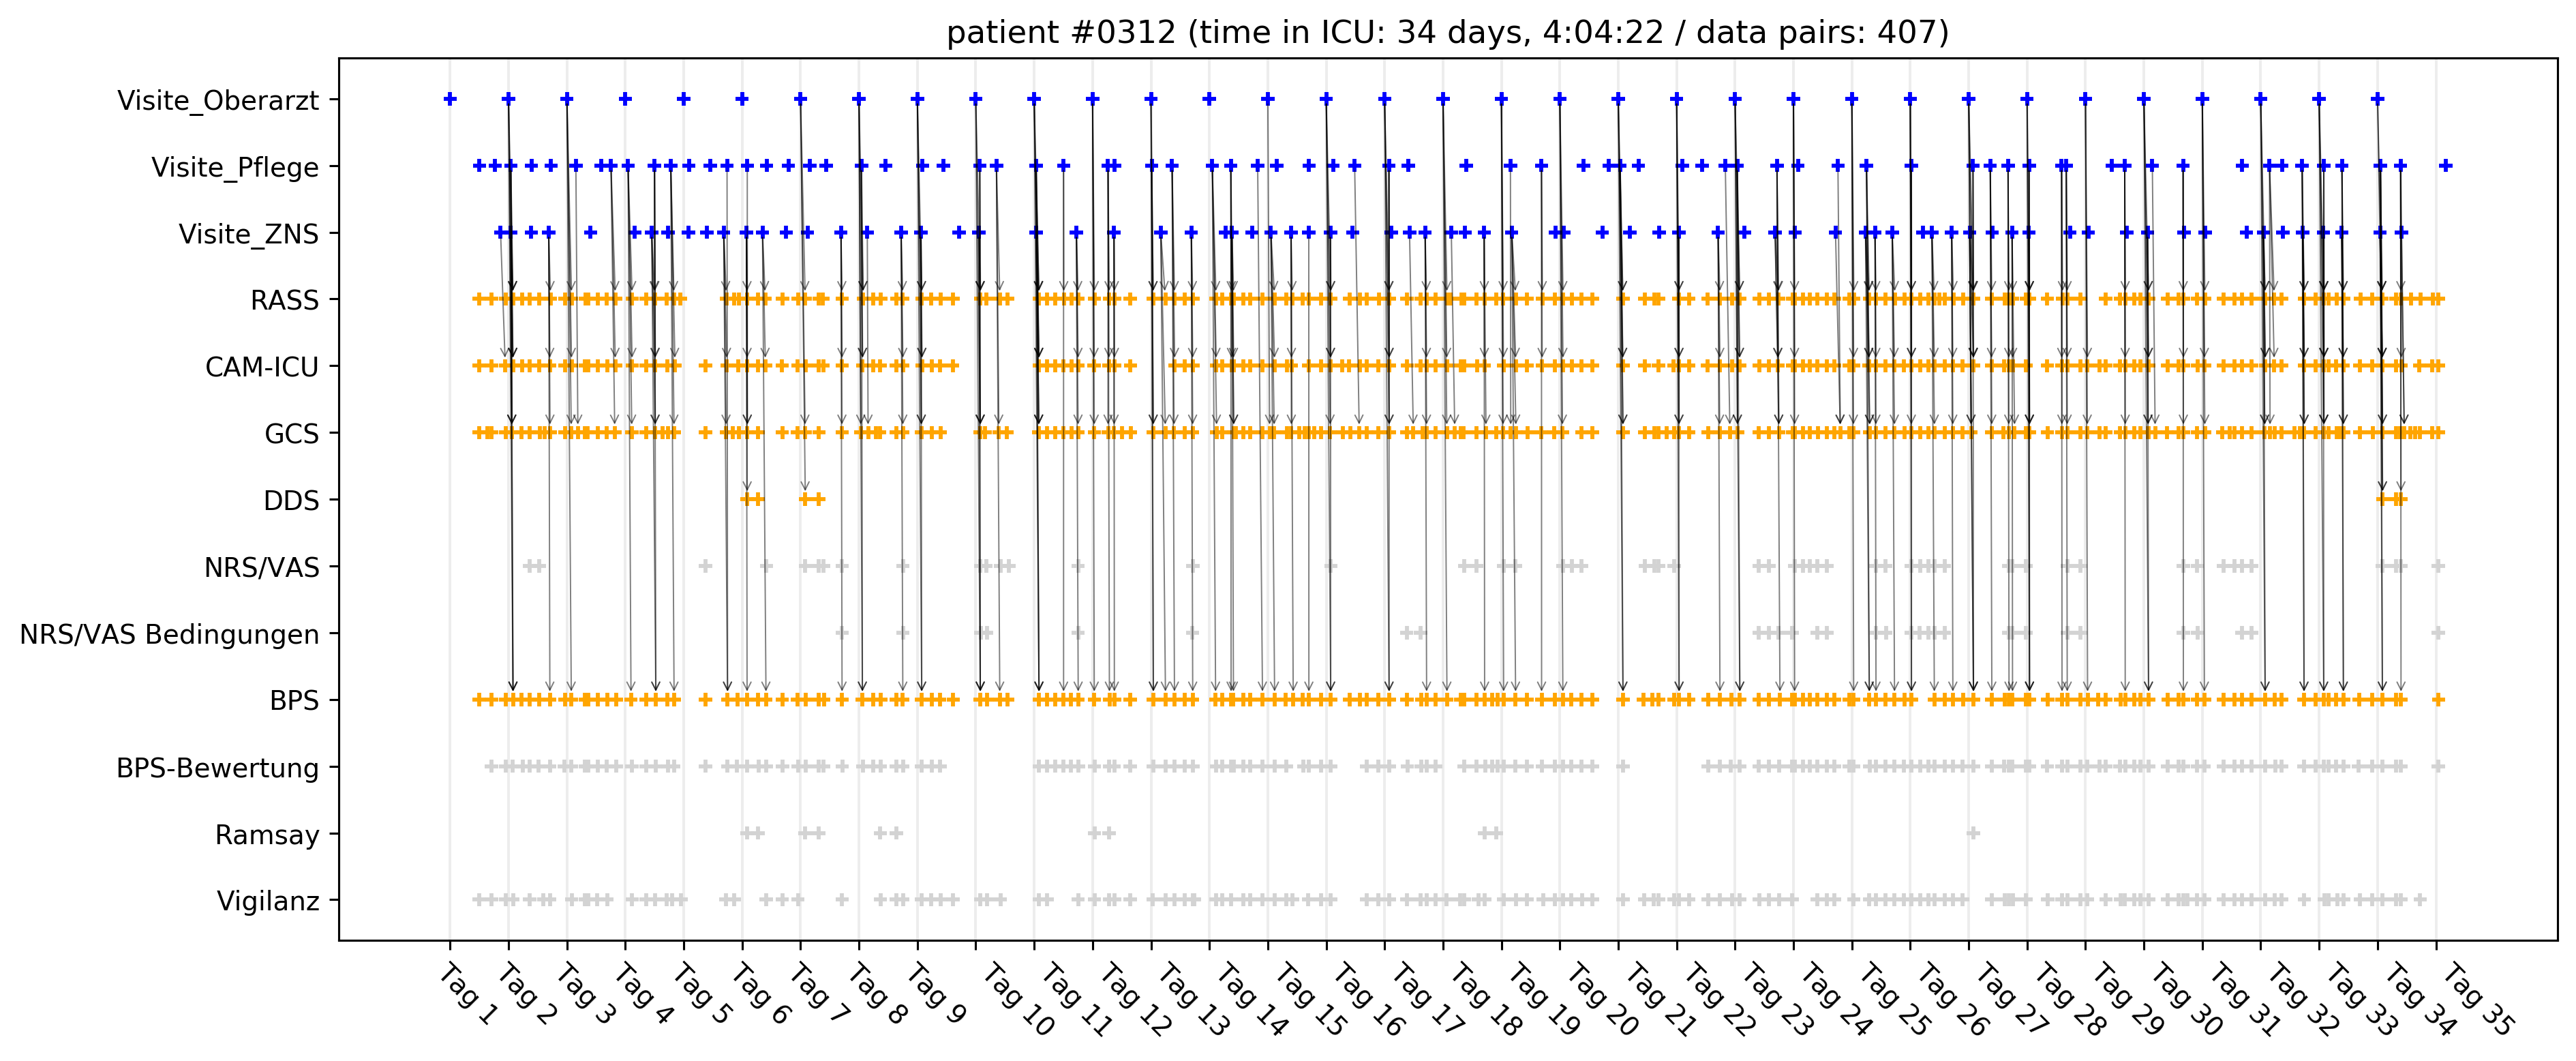 patient #0312 (time in ICU: 34 days, 4:04:22 / data pairs: 407)
Visite_Oberarzt
Visite_Pflege
Visite_ZNS
RASS
CAM-ICU
GCS
DDS
NRS/VAS
NRS/VAS Bedingungen
BPS
BPS-Bewertung
Ramsay
Vigilanz
Tag 1
Tag 2
Tag 3
Tag 4
Tag 5
Tag 6
Tag 7
Tag 8
Tag 9
Tag 10
Tag 11
Tag 12
Tag 13
Tag 14
Tag 15
Tag 16
Tag 17
Tag 18
Tag 19
Tag 20
Tag 21
Tag 22
Tag 23
Tag 24
Tag 25
Tag 26
Tag 27
Tag 28
Tag 29
Tag 30
Tag 31
Tag 32
Tag 33
Tag 34
Tag 35